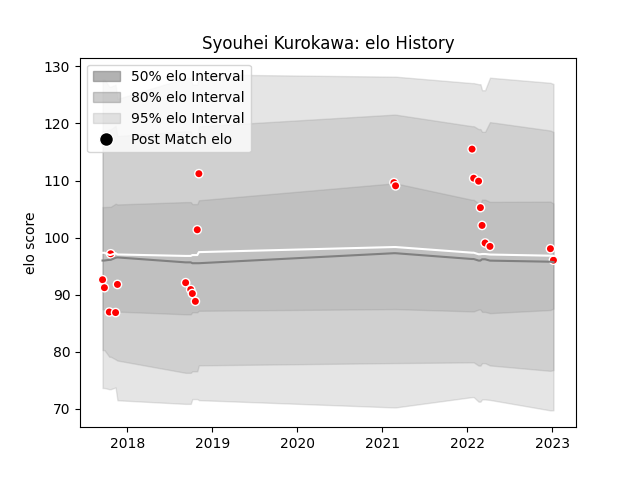 Syouhei Kurokawa: elo History
50% elo Interval
80% elo Interval
95% elo Interval
Post Match elo
elo score
130
120
110
100
90
80
70
2018
2019
2020
2021
2022
2023